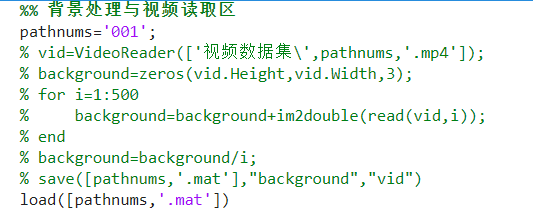 %% 背景处理与视频读取区
pathnums='001';
% vid=VideoReader(['视频数据集\',pathnums,'.mp4']);
% background=zeros(vid.Height,vid.Width,3);
% for i=1:500
%     background=background+im2double(read(vid,i));
% end
% background=background/i;
% save([pathnums,'.mat'],"background","vid")
load([pathnums,'.mat'])